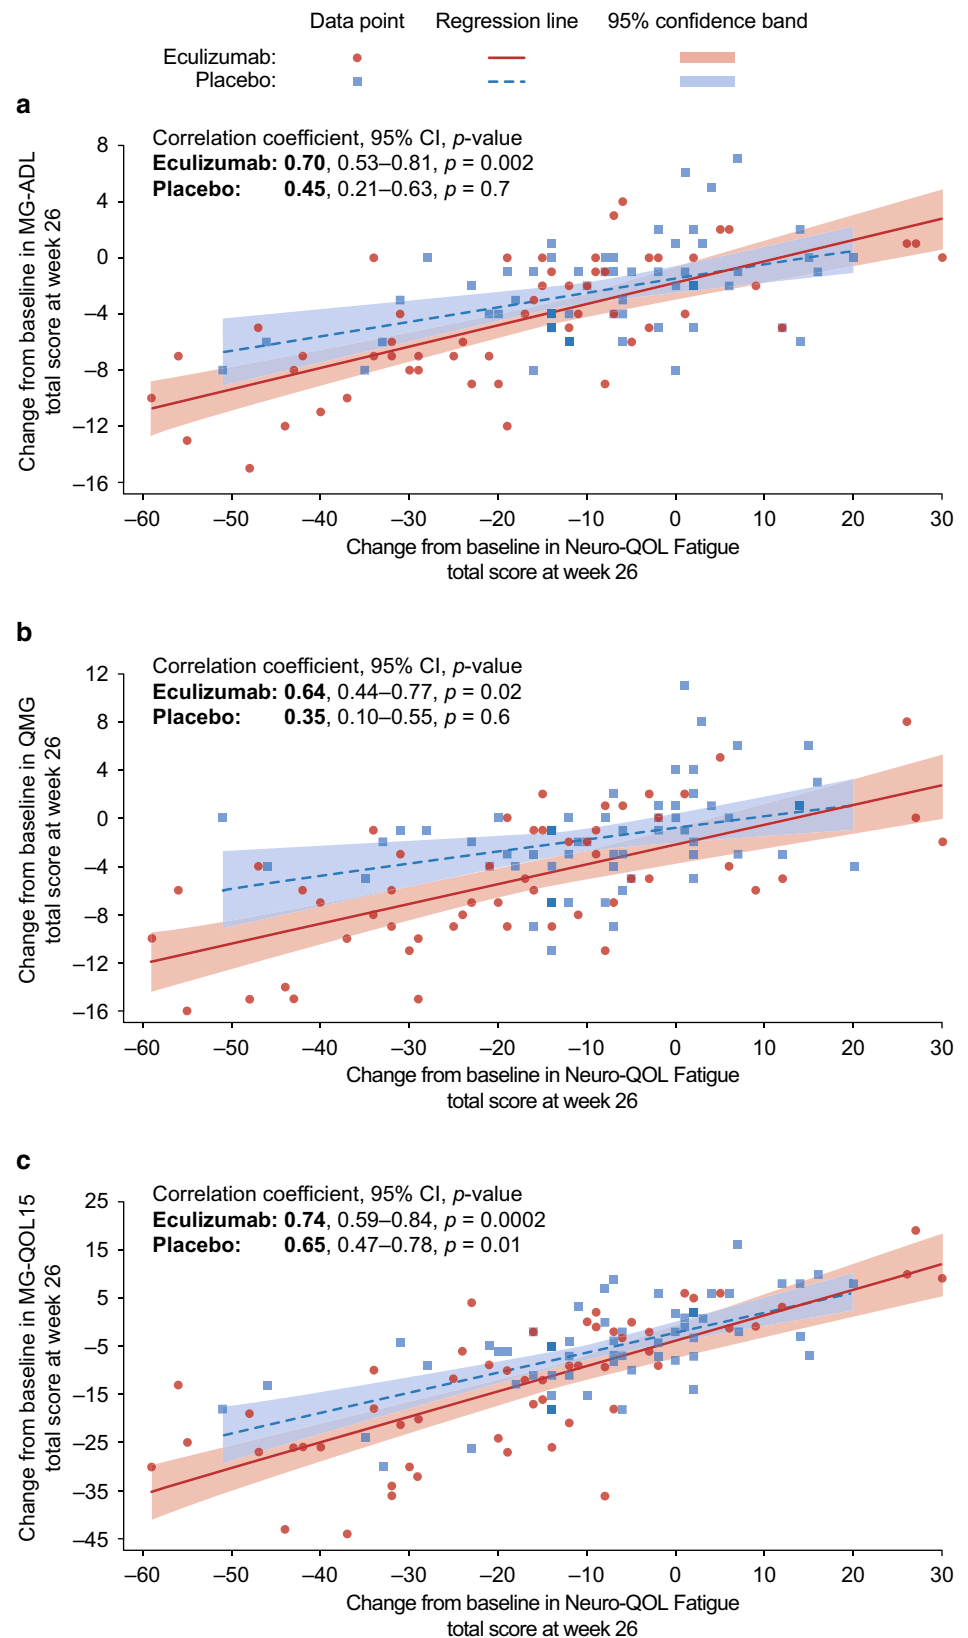 Data point Regression line 95% confidence band
Eculizumab:
Placebo:
a
Correlation coefficient, 95% CI, p-value
Eculizumab: 0.70, 0.53–0.81, p = 0.002
Placebo: 0.45, 0.21–0.63, p = 0.7
Change from baseline in MG-ADL
total score at week 26
8
4
0
–4
–8
–12
–16
–60 –50 –40 –30 –20 –10 0 10 20 30
Change from baseline in Neuro-QOL Fatigue
total score at week 26
b
Correlation coefficient, 95% CI, p-value
Eculizumab: 0.64, 0.44–0.77, p = 0.02
Placebo: 0.35, 0.10–0.55, p = 0.6
Change from baseline in QMG
total score at week 26
12
8
4
0
–4
–8
–12
–16
–60 –50 –40 –30 –20 –10 0 10 20 30
Change from baseline in Neuro-QOL Fatigue
total score at week 26
c
Correlation coefficient, 95% CI, p-value
Eculizumab: 0.74, 0.59–0.84, p = 0.0002
Placebo: 0.65, 0.47–0.78, p = 0.01
Change from baseline in MG-QOL15
total score at week 26
25
15
5
–5
–15
–25
–35
–45
–60 –50 –40 –30 –20 –10 0 10 20 30
Change from baseline in Neuro-QOL Fatigue
total score at week 26